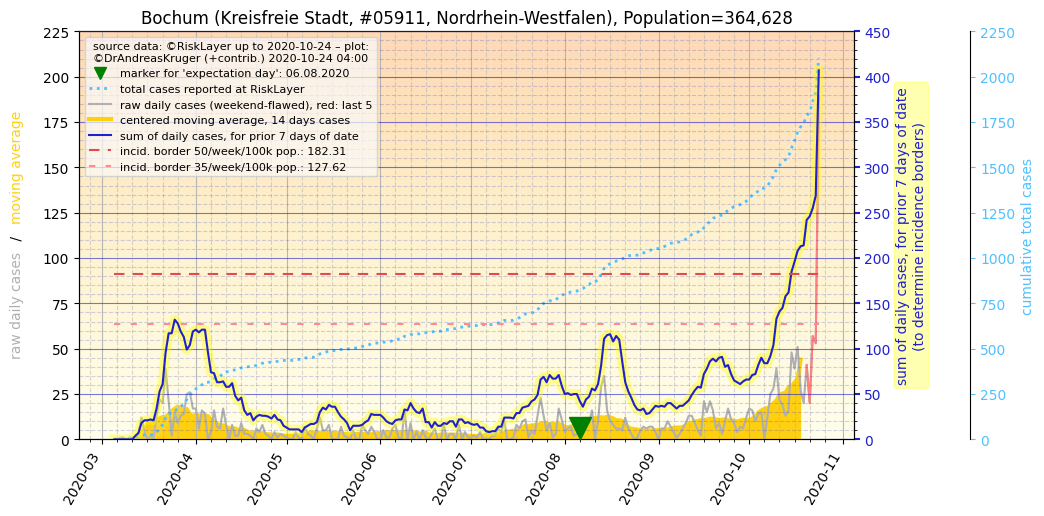 Bochum (Kreisfreie Stadt, #05911, Nordrhein-Westfalen), Population=364,628
source data: ©RiskLayer up to 2020-10-24 – plot:
©DrAndreasKruger (+contrib.) 2020-10-24 04:00
marker for 'expectation day': 06.08.2020
total cases reported at RiskLayer
raw daily cases (weekend-flawed), red: last 5
centered moving average, 14 days cases
sum of daily cases, for prior 7 days of date
incid. border 50/week/100k pop.: 182.31
incid. border 35/week/100k pop.: 127.62
raw daily cases / moving average
225
200
175
150
125
100
75
50
25
0
2020-03
2020-04
2020-05
2020-06
2020-07
2020-08
2020-09
2020-10
2020-11
450
400
350
300
250
200
150
100
50
0
sum of daily cases, for prior 7 days of date
(to determine incidence borders)
2250
2000
1750
1500
1250
1000
750
500
250
0
cumulative total cases